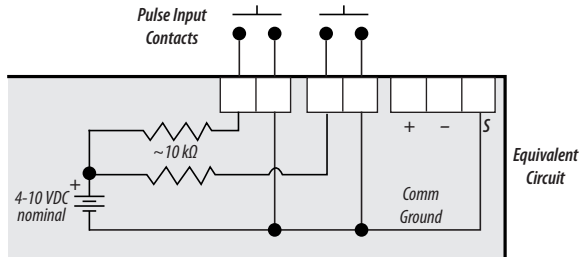 Pulse Input
Contacts
+ – S
~10 kΩ
Equivalent
Circuit
+
4-10 VDC
nominal
Comm
Ground